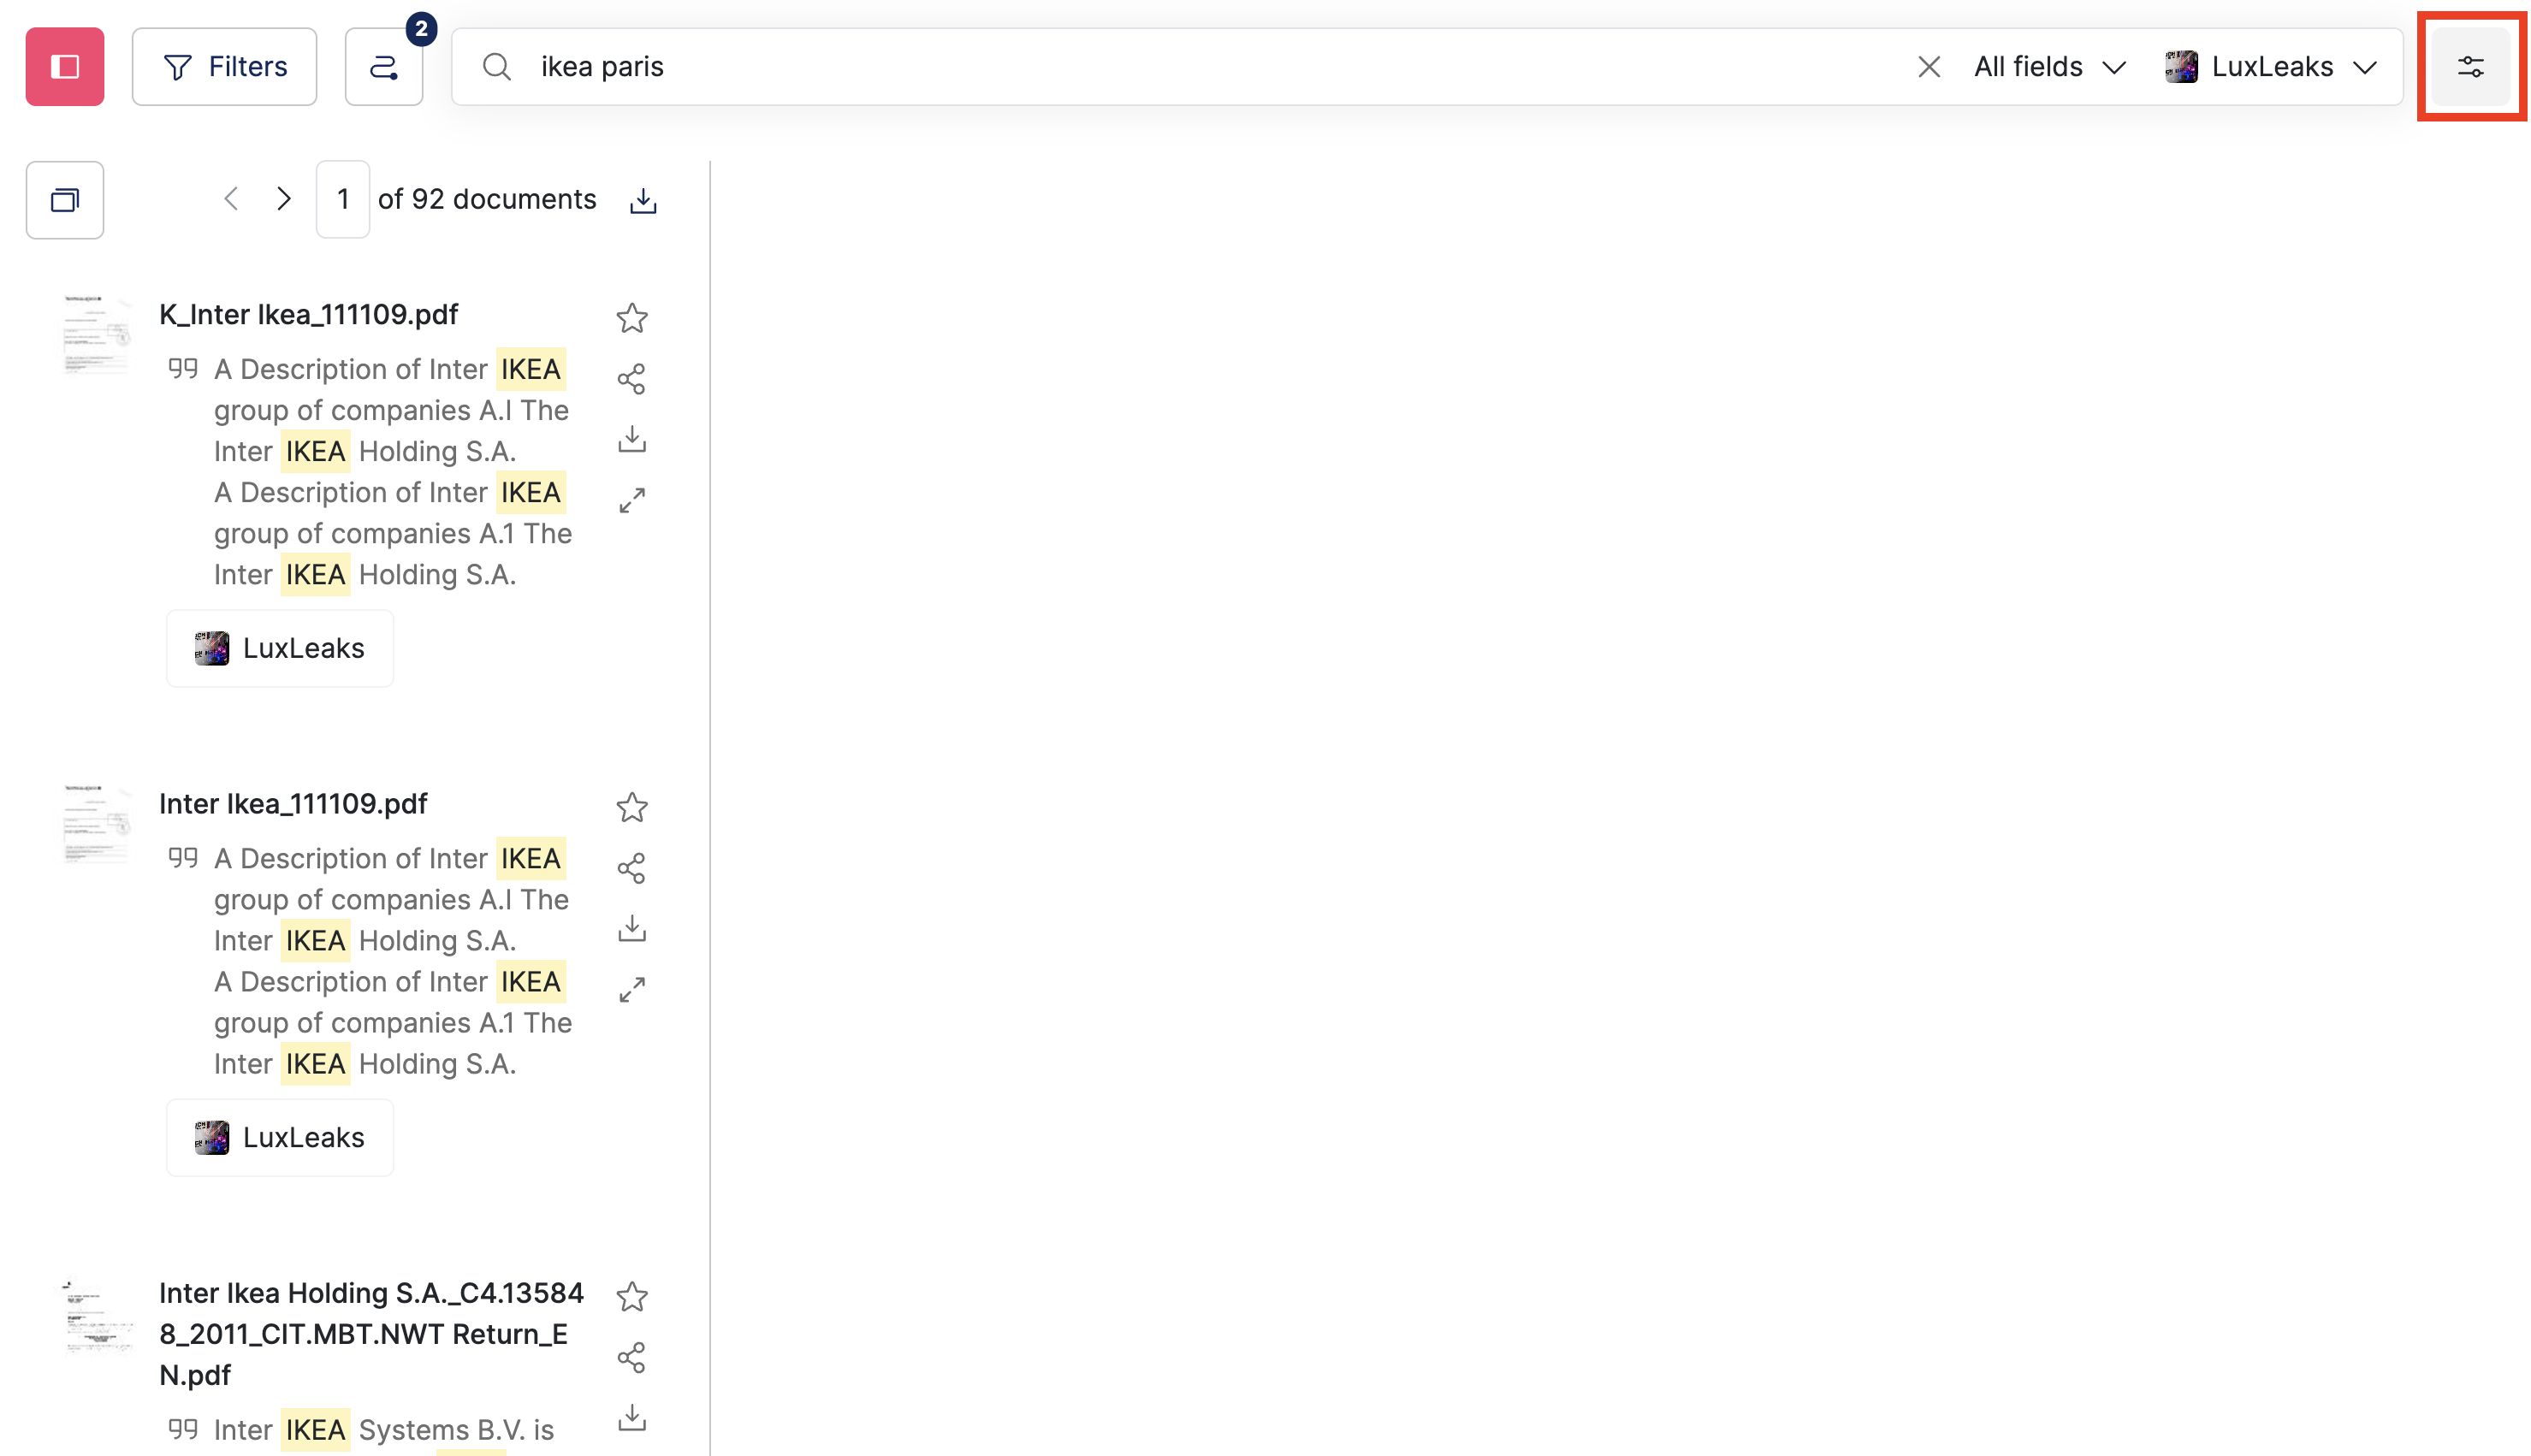 Filters
2
ikea paris
All fields
LuxLeaks
1 of 92 documents
K_Inter Ikea_111109.pdf
A Description of Inter IKEA
group of companies A.I The
Inter IKEA Holding S.A.
A Description of Inter IKEA
group of companies A.1 The
Inter IKEA Holding S.A.
LuxLeaks
Inter Ikea_111109.pdf
A Description of Inter IKEA
group of companies A.I The
Inter IKEA Holding S.A.
A Description of Inter IKEA
group of companies A.1 The
Inter IKEA Holding S.A.
LuxLeaks
Inter Ikea Holding S.A._C4.13584
8_2011_CIT.MBT.NWT Return_E
N.pdf
Inter IKEA Systems B.V. is